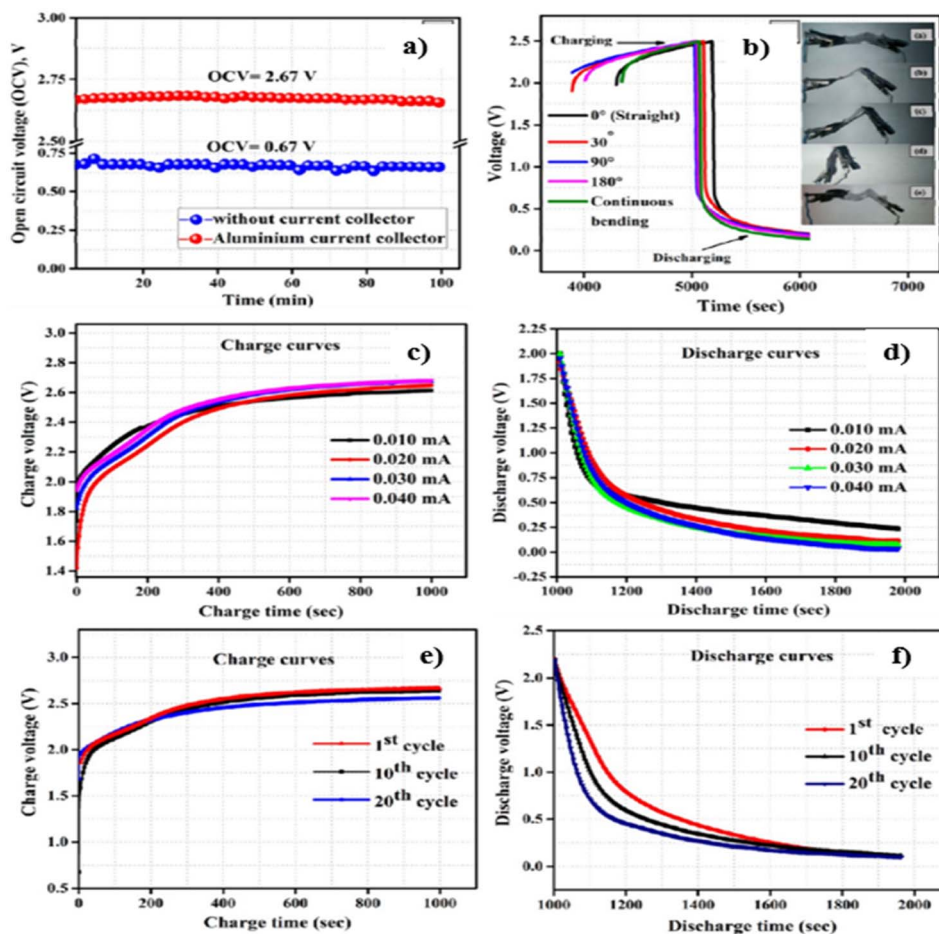 a)
Open circuit voltage (OCV), V
3.00
2.75
2.50
0.75
0.50
0.25
0.00
OCV= 2.67 V
OCV= 0.67 V
without current collector
Aluminium current collector
20 40 60 80 100
Time (min)
b)
Voltage (V)
2.5
2.0
1.5
1.0
0.5
0.0
Charging
0° (Straight)
30°
90°
180°
Continuous
bending
Discharging
(a)
(b)
(c)
(d)
(e)
4000 5000 6000 7000
Time (sec)
c)
Charge curves
Charge voltage (V)
3.0
2.8
2.6
2.4
2.2
2.0
1.8
1.6
1.4
0.010 mA
0.020 mA
0.030 mA
0.040 mA
0 200 400 600 800 1000
Charge time (sec)
d)
Discharge curves
Discharge voltage (V)
2.25
2.00
1.75
1.50
1.25
1.00
0.75
0.50
0.25
0.00
-0.25
0.010 mA
0.020 mA
0.030 mA
0.040 mA
1000 1200 1400 1600 1800 2000
Discharge time (sec)
e)
Charge curves
Charge voltage (V)
3.0
2.5
2.0
1.5
1.0
0.5
1st cycle
10th cycle
20th cycle
0 200 400 600 800 1000
Charge time (sec)
f)
Discharge curves
Discharge voltage (V)
2.5
2.0
1.5
1.0
0.5
0.0
1st cycle
10th cycle
20th cycle
1000 1200 1400 1600 1800 2000
Discharge time (sec)